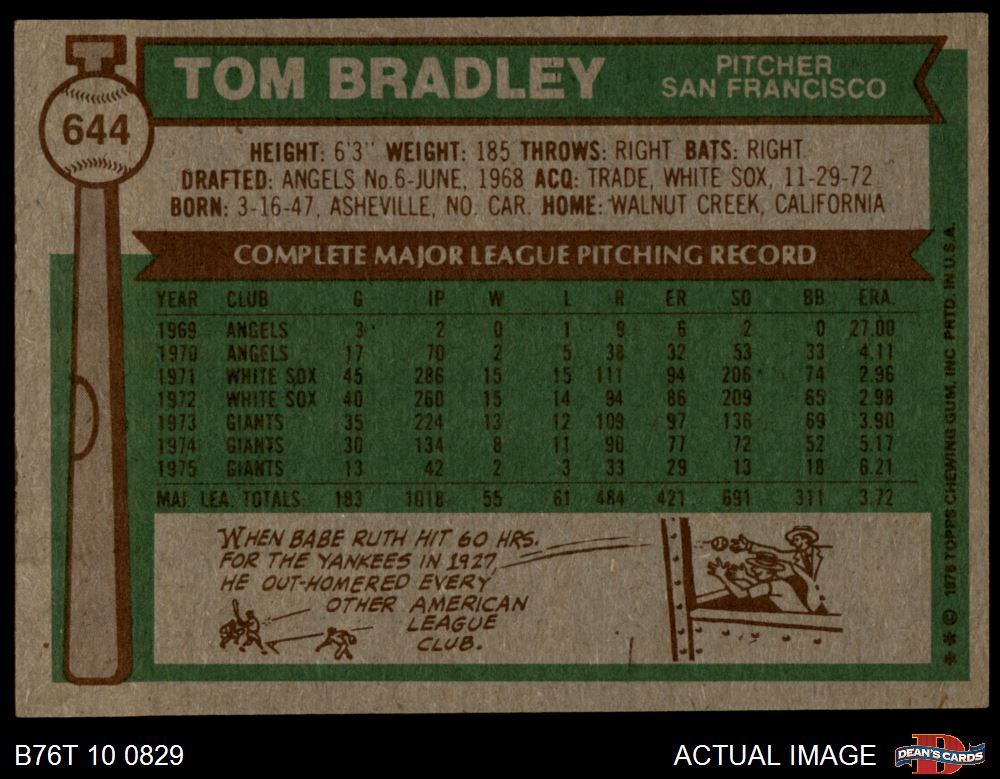 644
TOM BRADLEY
PITCHER
SAN FRANCISCO
HEIGHT: 6'3" WEIGHT: 185 THROWS: RIGHT BATS: RIGHT
DRAFTED: ANGELS No.6-JUNE, 1968 ACQ: TRADE, WHITE SOX, 11-29-72
BORN: 3-16-47, ASHEVILLE, NO. CAR. HOME: WALNUT CREEK, CALIFORNIA
COMPLETE MAJOR LEAGUE PITCHING RECORD
YEAR CLUB G IP W L R ER SO BB ERA.
1969 ANGELS 3 2 0 1 9 6 2 0 27.00
1970 ANGELS 17 70 2 5 38 32 53 33 4.11
1971 WHITE SOX 45 286 15 15 111 94 206 74 2.96
1972 WHITE SOX 40 260 15 14 94 86 209 65 2.98
1973 GIANTS 35 224 13 12 109 97 136 69 3.90
1974 GIANTS 30 134 8 11 90 77 72 52 5.17
1975 GIANTS 13 42 2 3 33 29 13 18 6.21
MAJ. LEA. TOTALS 183 1018 55 61 484 421 691 311 3.72
WHEN BABE RUTH HIT 60 HRS.
FOR THE YANKEES IN 1927,
HE OUT-HOMERED EVERY
OTHER AMERICAN
LEAGUE
CLUB.
* * © 1976 TOPPS CHEWING GUM, INC. PRTD. IN U.S.A.
B76T 10 0829
ACTUAL IMAGE
DEAN'S CARDS